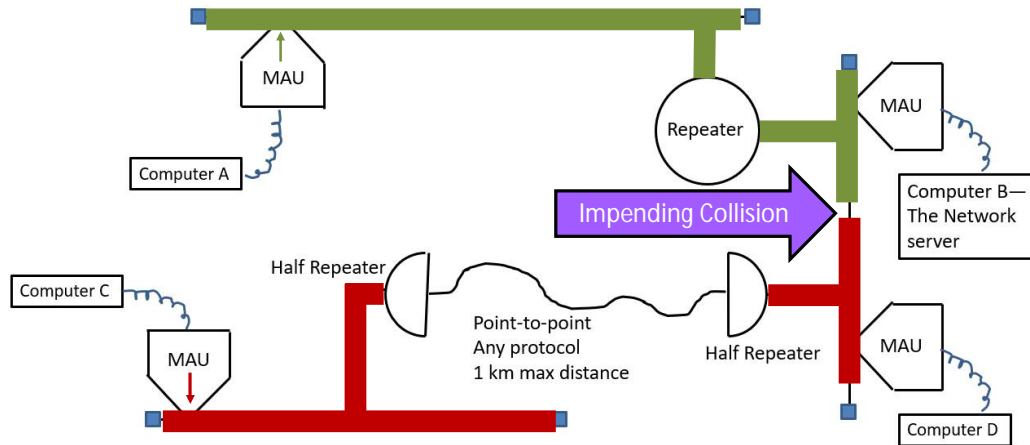 MAU
Computer A
Repeater
MAU
Computer B—
The Network
server
Impending Collision
Half Repeater
Computer C
Point-to-point
Any protocol
1 km max distance
Half Repeater
MAU
MAU
Computer D